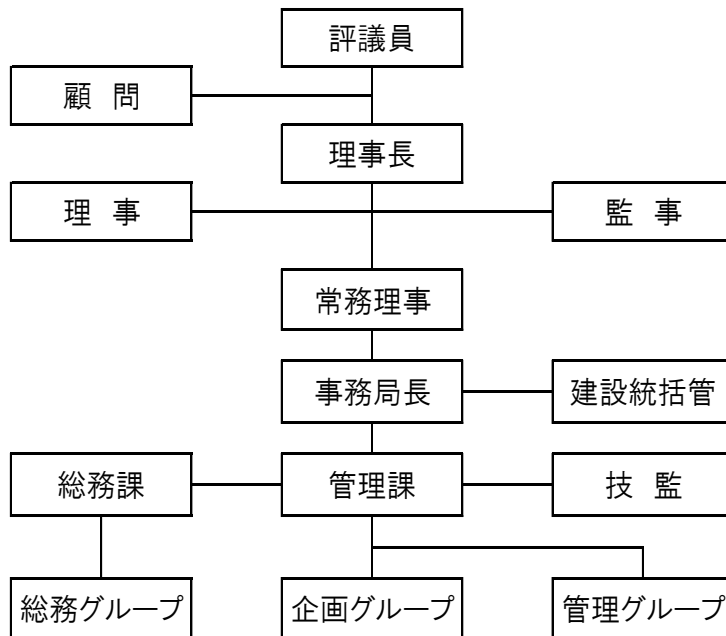 評議員
顧 問
理事長
理 事
監 事
常務理事
事務局長
建設統括管
総務課
管理課
技 監
総務グループ
企画グループ
管理グループ